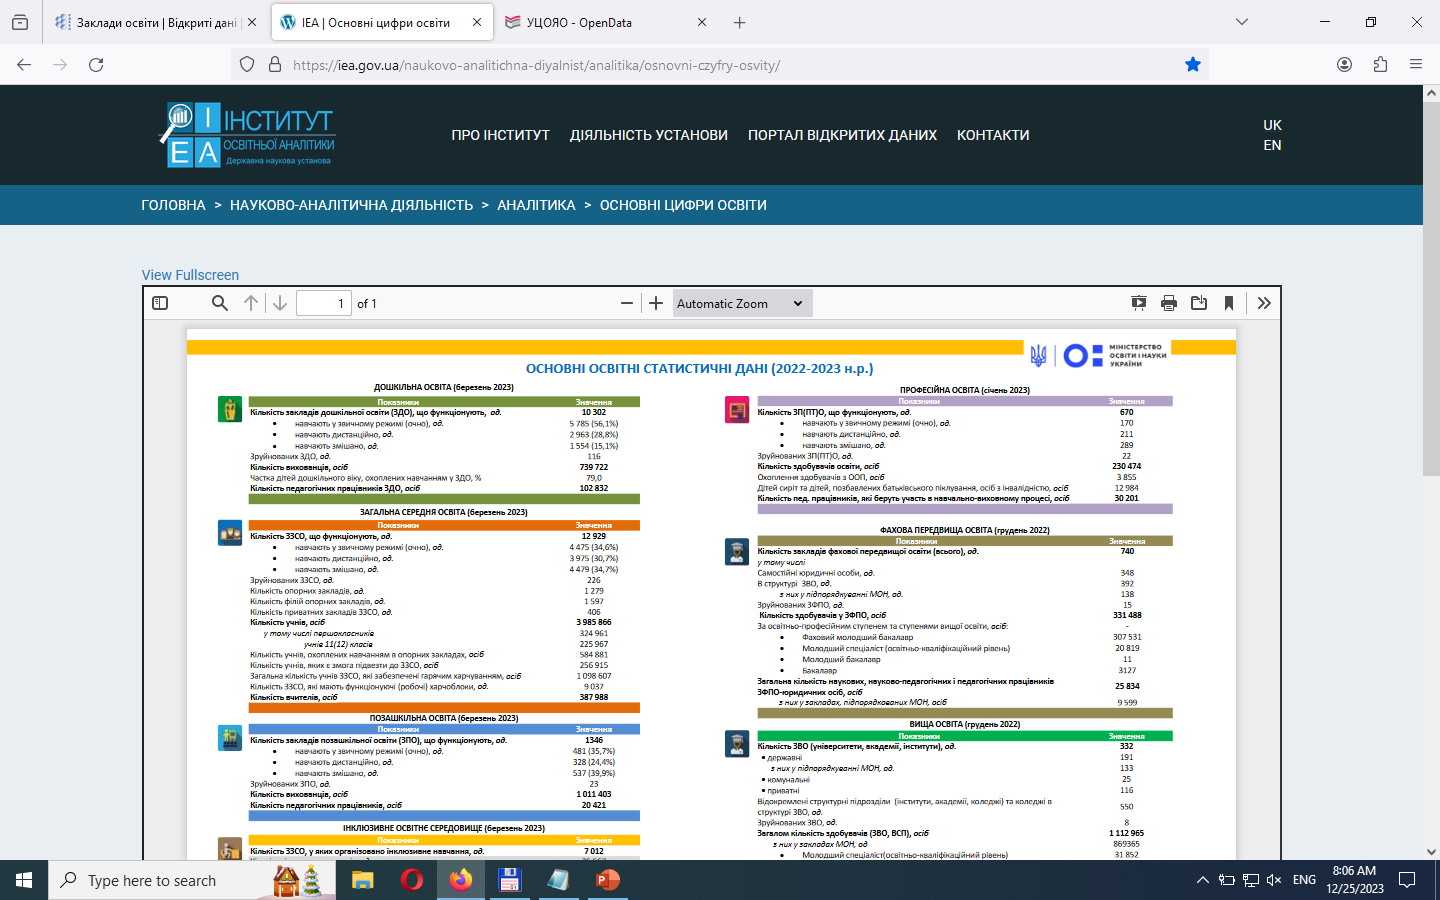 Заклади освіти | Відкриті дані
IEA | Основні цифри освіти
УЦОЯО - OpenData
https://iea.gov.ua/naukovo-analitichna-diyalnist/analitika/osnovni-czyfry-osvity/
ІНСТИТУТ
ОСВІТНЬОЇ АНАЛІТИКИ
Державна наукова установа
І
Е А
ПРО ІНСТИТУТ ДІЯЛЬНІСТЬ УСТАНОВИ ПОРТАЛ ВІДКРИТИХ ДАНИХ КОНТАКТИ
UK
EN
ГОЛОВНА > НАУКОВО-АНАЛІТИЧНА ДІЯЛЬНІСТЬ > АНАЛІТИКА > ОСНОВНІ ЦИФРИ ОСВІТИ
View Fullscreen
1 of 1
Automatic Zoom
МІНІСТЕРСТВО
ОСВІТИ І НАУКИ
УКРАЇНИ
ОСНОВНІ ОСВІТНІ СТАТИСТИЧНІ ДАНІ (2022-2023 н.р.)
ДОШКІЛЬНА ОСВІТА (березень 2023)
Показники Значення
Кількість закладів дошкільної освіти (ЗДО), що функціонують, од. 10 302
• навчають у звичному режимі (очно), од. 5 785 (56,1%)
• навчають дистанційно, од. 2 963 (28,8%)
• навчають змішано, од. 1 554 (15,1%)
Зруйнованих ЗДО, од. 116
Кількість вихованців, осіб 739 722
Частка дітей дошкільного віку, охоплених навчанням у ЗДО, % 79,0
Кількість педагогічних працівників ЗДО, осіб 102 832
ЗАГАЛЬНА СЕРЕДНЯ ОСВІТА (березень 2023)
Показники Значення
Кількість ЗЗСО, що функціонують, од. 12 929
• навчають у звичному режимі (очно), од. 4 475 (34,6%)
• навчають дистанційно, од. 3 975 (30,7%)
• навчають змішано, од. 4 479 (34,7%)
Зруйнованих ЗЗСО, од. 226
Кількість опорних закладів, од. 1 279
Кількість філій опорних закладів, од. 1 597
Кількість приватних закладів ЗЗСО, од. 406
Кількість учнів, осіб 3 985 866
у тому числі першокласників 324 961
учнів 11(12) класів 225 967
Кількість учнів, охоплених навчанням в опорних закладах, осіб 584 881
Кількість учнів, яких є змога підвезти до ЗЗСО, осіб 256 915
Загальна кількість учнів ЗЗСО, які забезпечені гарячим харчуванням, осіб 1 098 607
Кількість ЗЗСО, які мають функціонуючі (робочі) харчоблоки, од. 9 037
Кількість вчителів, осіб 387 988
ПОЗАШКІЛЬНА ОСВІТА (березень 2023)
Показники Значення
Кількість закладів позашкільної освіти (ЗПО), що функціонують, од. 1346
• навчають у звичному режимі (очно), од. 481 (35,7%)
• навчають дистанційно, од. 328 (24,4%)
• навчають змішано, од. 537 (39,9%)
Зруйнованих ЗПО, од. 23
Кількість вихованців, осіб 1 011 403
Кількість педагогічних працівників, осіб 20 421
ІНКЛЮЗИВНЕ ОСВІТНЄ СЕРЕДОВИЩЕ (березень 2023)
Показники Значення
Кількість ЗЗСО, у яких організовано інклюзивне навчання, од. 7 012
ПРОФЕСІЙНА ОСВІТА (січень 2023)
Показники Значення
Кількість ЗП(ПТ)О, що функціонують, од. 670
• навчають у звичному режимі (очно), од. 170
• навчають дистанційно, од. 211
• навчають змішано, од. 289
Зруйнованих ЗП(ПТ)О, од. 22
Кількість здобувачів освіти, осіб 230 474
Охоплення здобувачів з ООП, осіб 3 855
Дітей сиріт та дітей, позбавлених батьківського піклування, осіб з інвалідністю, осіб 12 984
Кількість пед. працівників, які беруть участь в навчально-виховному процесі, осіб 30 201
ФАХОВА ПЕРЕДВИЩА ОСВІТА (грудень 2022)
Показники Значення
Кількість закладів фахової передвищої освіти (всього), од. 740
у тому числі
Самостійні юридичні особи, од. 348
В структурі ЗВО, од. 392
з них у підпорядкуванні МОН, од. 138
Зруйнованих ЗФПО, од. 15
Кількість здобувачів у ЗФПО, осіб 331 488
За освітньо-професійним ступенем та ступенями вищої освіти, осіб: -
• Фаховий молодший бакалавр 307 531
• Молодший спеціаліст (освітньо-кваліфікаційний рівень) 20 819
• Молодший бакалавр 11
• Бакалавр 3127
Загальна кількість наукових, науково-педагогічних і педагогічних працівників
ЗФПО-юридичних осіб, осіб 25 834
з них у закладах, підпорядкованих МОН, осіб 9 599
ВИЩА ОСВІТА (грудень 2022)
Показники Значення
Кількість ЗВО (університети, академії, інститути), од. 332
• державні 191
з них у підпорядкуванні МОН, од. 133
• комунальні 25
• приватні 116
Відокремлені структурні підрозділи (інститути, академії, коледжі) та коледжі в
структурі ЗВО, од. 550
Зруйнованих ЗВО, од. 8
Загалом кількість здобувачів (ЗВО, ВСП), осіб 1 112 965
з них у закладах МОН, од 869365
• Молодший спеціаліст(освітньо-кваліфікаційний рівень) 31 852
Type here to search
ENG
8:06 AM
12/25/2023